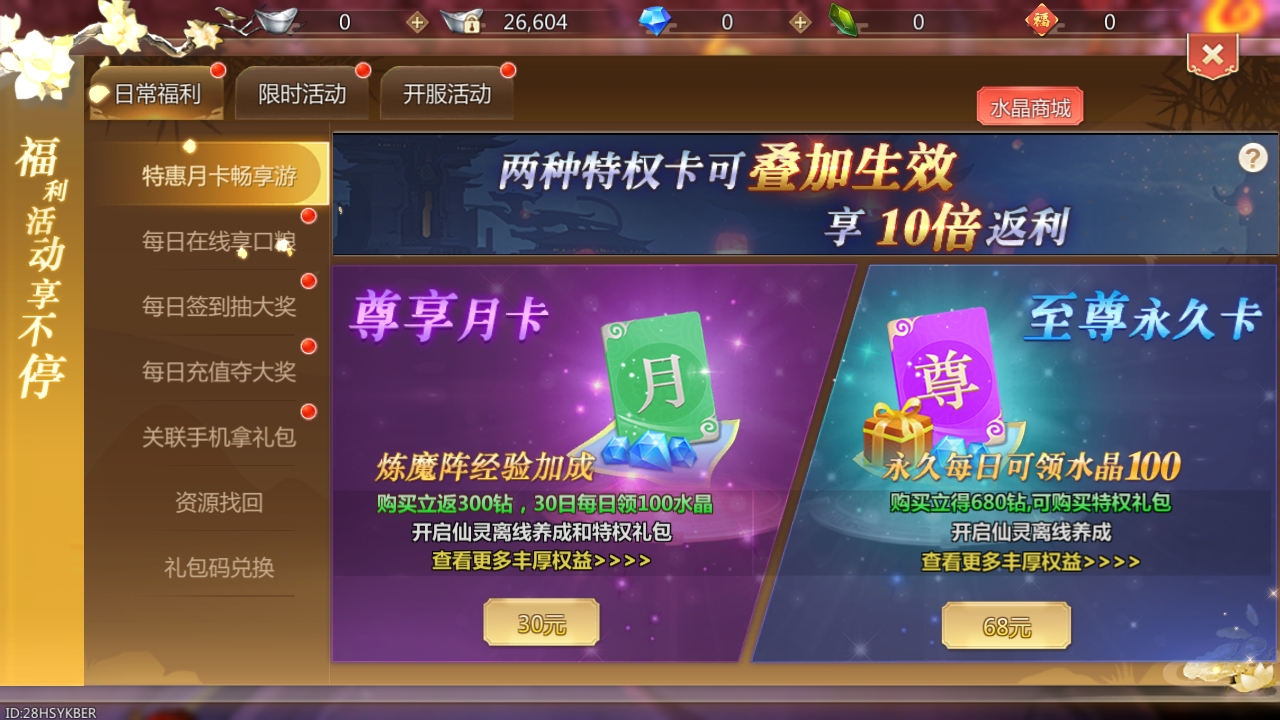 0
26,604
0
0
福
0
日常福利
限时活动
开服活动
水晶商城
福利活动享不停
特惠月卡畅享游
每日在线享口粮
每日签到抽大奖
每日充值夺大奖
关联手机拿礼包
资源找回
礼包码兑换
两种特权卡可叠加生效
享10倍返利
?
尊享月卡
月
炼魔阵经验加成
购买立返300钻，30日每日领100水晶
开启仙灵离线养成和特权礼包
查看更多丰厚权益>>>>
30元
至尊永久卡
尊
永久每日可领水晶100
购买立得680钻,可购买特权礼包
开启仙灵离线养成
查看更多丰厚权益>>>>
68元
ID:28HSYKBER